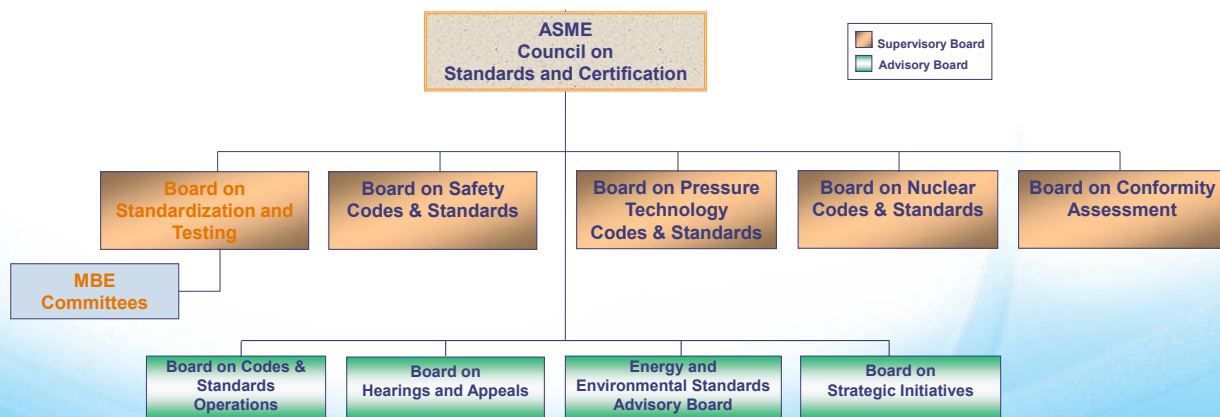 ASME
Council on
Standards and Certification
Supervisory Board
Advisory Board
Board on
Standardization and
Testing
Board on Safety
Codes & Standards
Board on Pressure
Technology
Codes & Standards
Board on Nuclear
Codes & Standards
Board on Conformity
Assessment
MBE
Committees
Board on Codes &
Standards
Operations
Board on
Hearings and Appeals
Energy and
Environmental Standards
Advisory Board
Board on
Strategic Initiatives